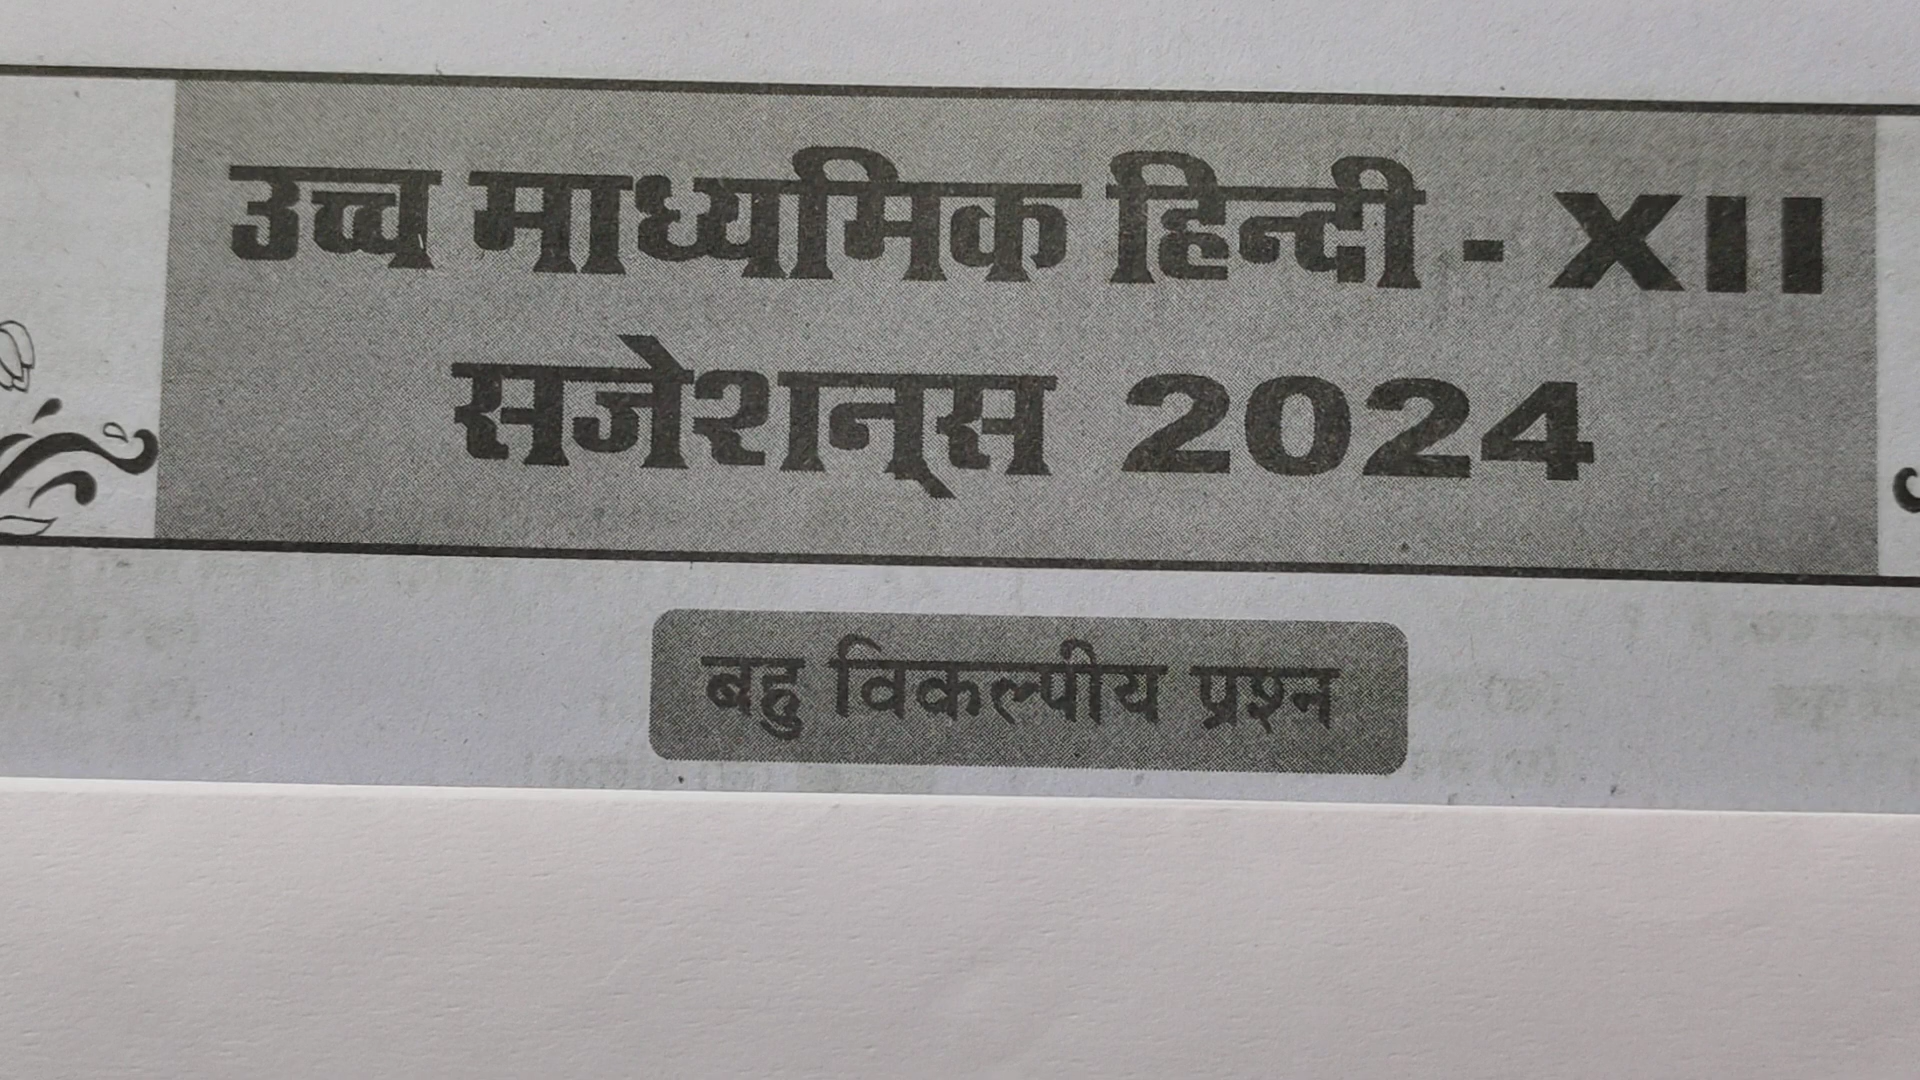 उच्च माध्यमिक हिन्दी - XII
सजेशन्‌स 2024
बहु विकल्पीय प्रश्न